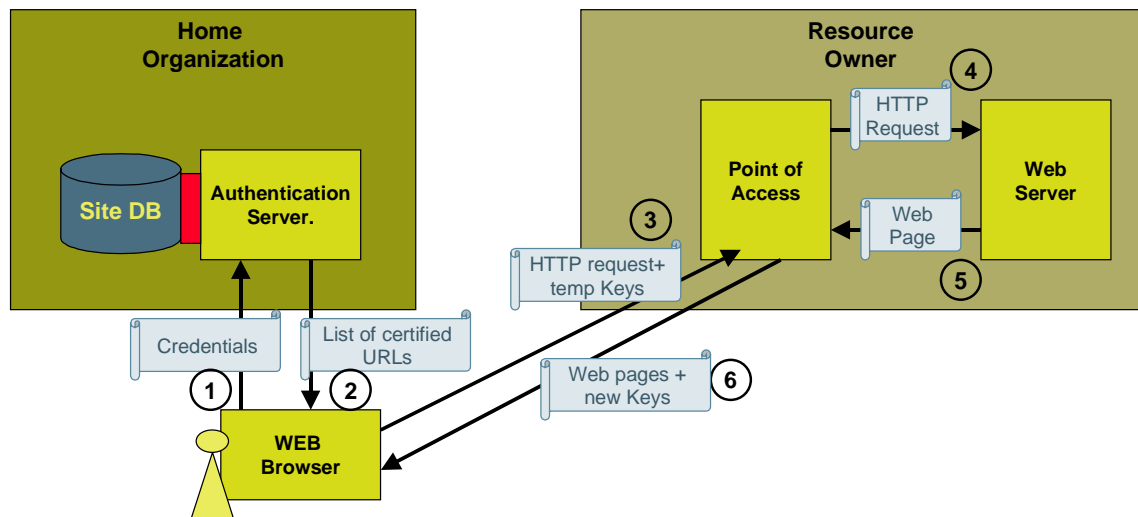 Home
Organization
Resource
Owner
4
HTTP
Request
Point of
Access
Web
Server
Site DB
Authentication
Server.
3
Web
Page
HTTP request+
temp Keys
5
Credentials
List of certified
URLs
Web pages +
new Keys
6
1
2
WEB
Browser